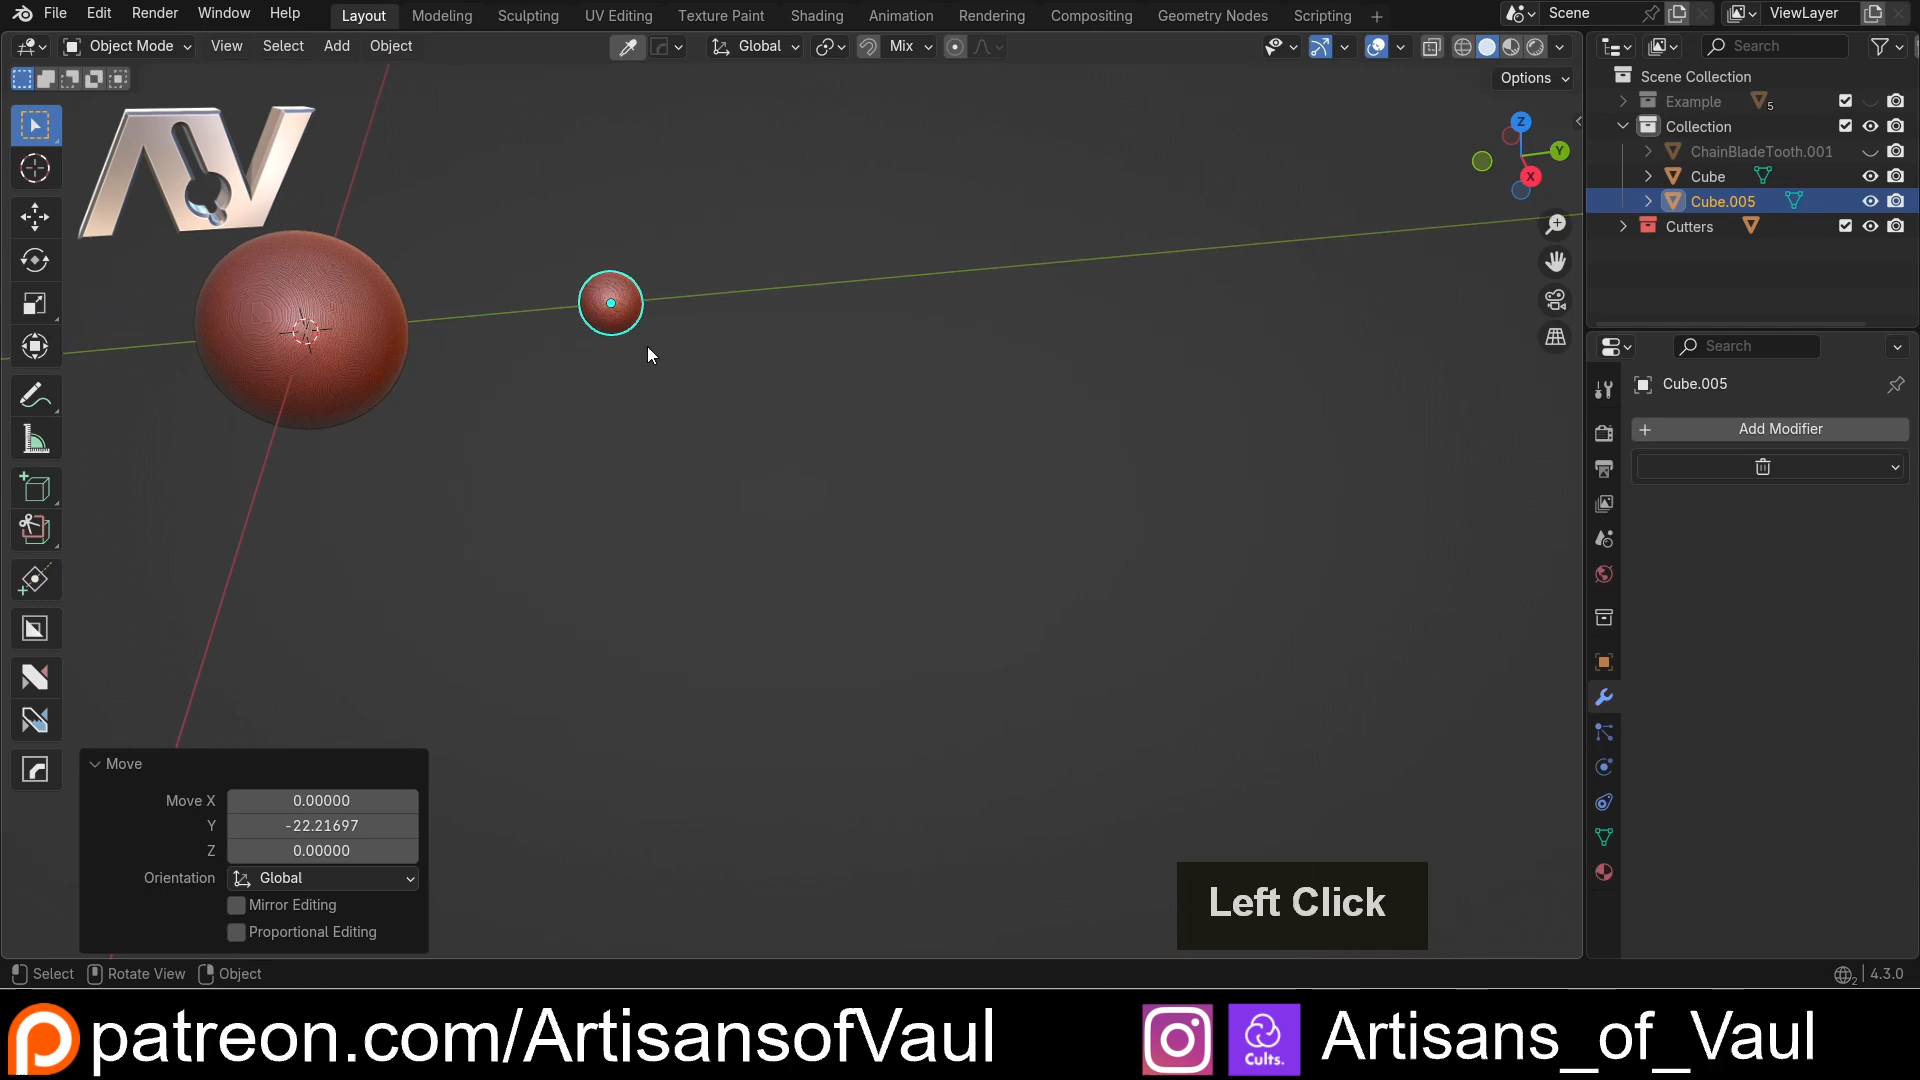 File Edit Render Window Help Layout Modeling Sculpting UV Editing Texture Paint Shading Animation Rendering Compositing Geometry Nodes Scripting + Scene ViewLayer
Object Mode View Select Add Object Global Mix Search
Options
Scene Collection
Example 5
Collection
ChainBladeTooth.001
Cube
Cube.005
Cutters
Z
Y
X
AV
Search
Cube.005
+ Add Modifier
Move
Move X 0.00000
Y -22.21697
Z 0.00000
Orientation Global
Mirror Editing
Proportional Editing
Left Click
Select Rotate View Object 2 4.3.0
patreon.com/ArtisansofVaul Cults. Artisans_of_Vaul